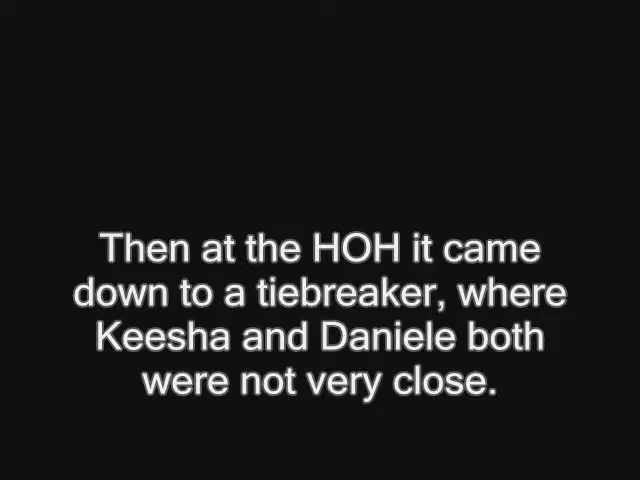 Then at the HOH it came
down to a tiebreaker, where
Keesha and Daniele both
were not very close.